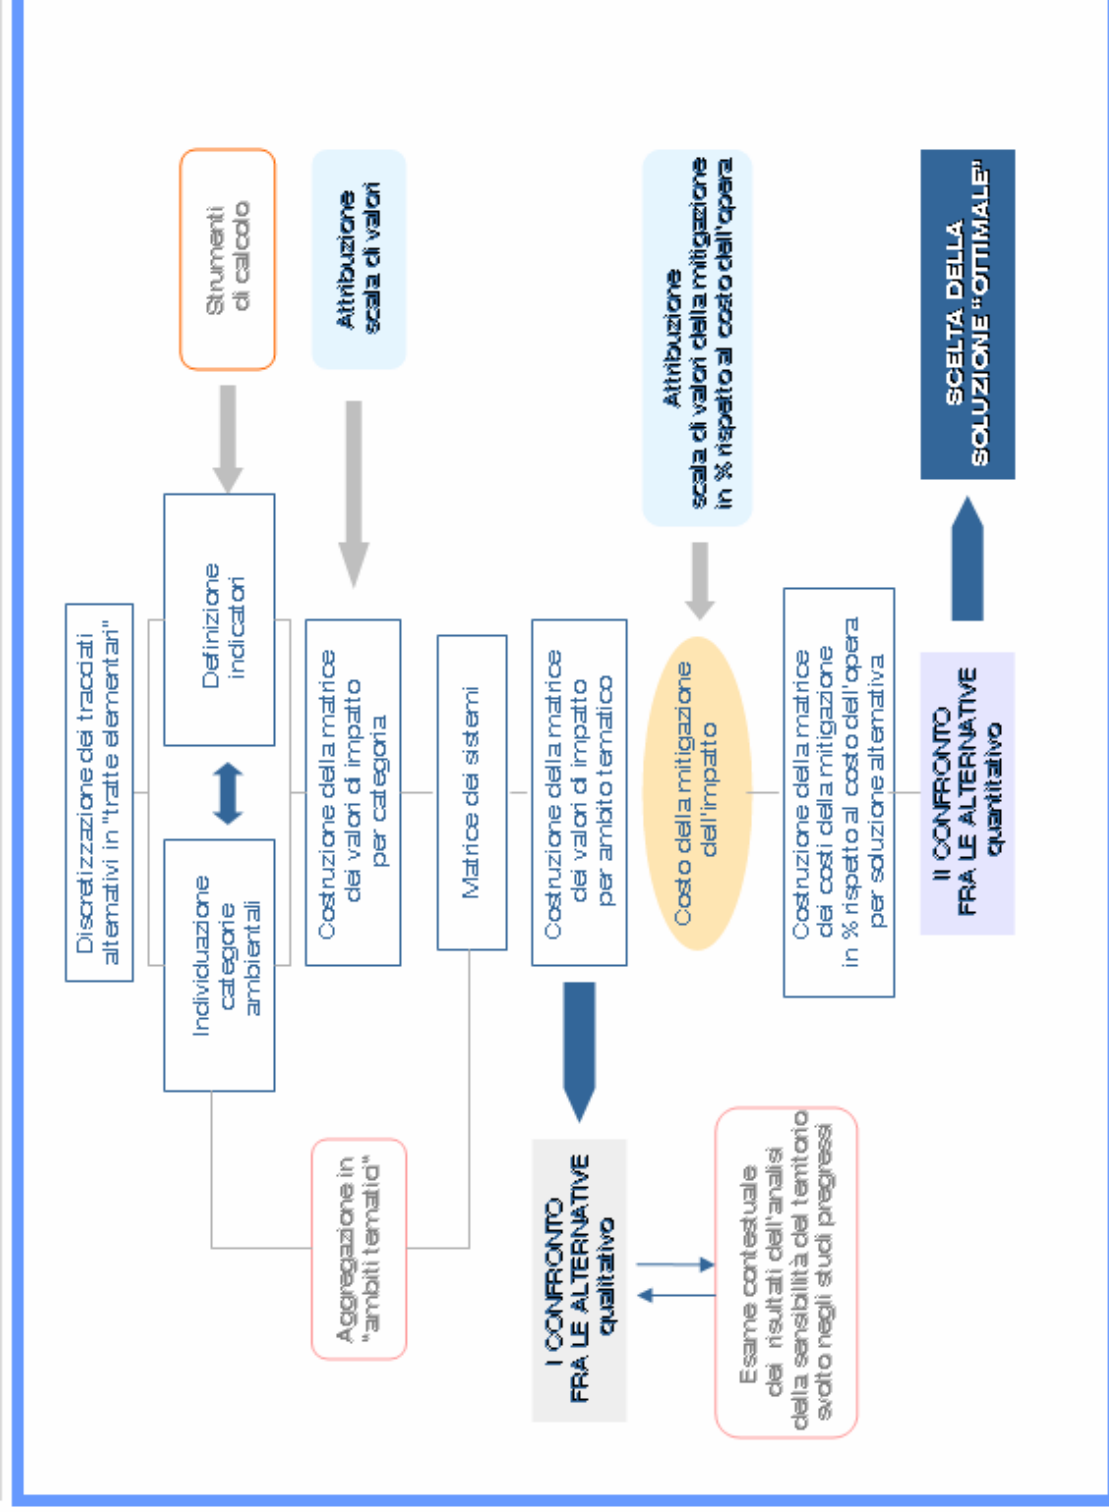 Discretizzazione dei tracciati
alternativi in "tratte elementari"
Individuazione
categorie
ambientali
Definizione
indicatori
Strumenti
di calcolo
Costruzione della matrice
dei valori di impatto
per categoria
Attribuzione
scala di valori
Aggregazione in
"ambiti tematici"
Matrice dei sistemi
Costruzione della matrice
dei valori di impatto
per ambito tematico
I CONFRONTO
FRA LE ALTERNATIVE
qualitativo
Costo della mitigazione
dell'impatto
Attribuzione
scala di valori della mitigazione
in % rispetto al costo dell'opera
Esame contestuale
dei risultati dell'analisi
della sensibilità del territorio
svolto negli studi pregressi
Costruzione della matrice
dei costi della mitigazione
in % rispetto al costo dell'opera
per soluzione alternativa
II CONFRONTO
FRA LE ALTERNATIVE
quantitativo
SCELTA DELLA
SOLUZIONE "OTTIMALE"